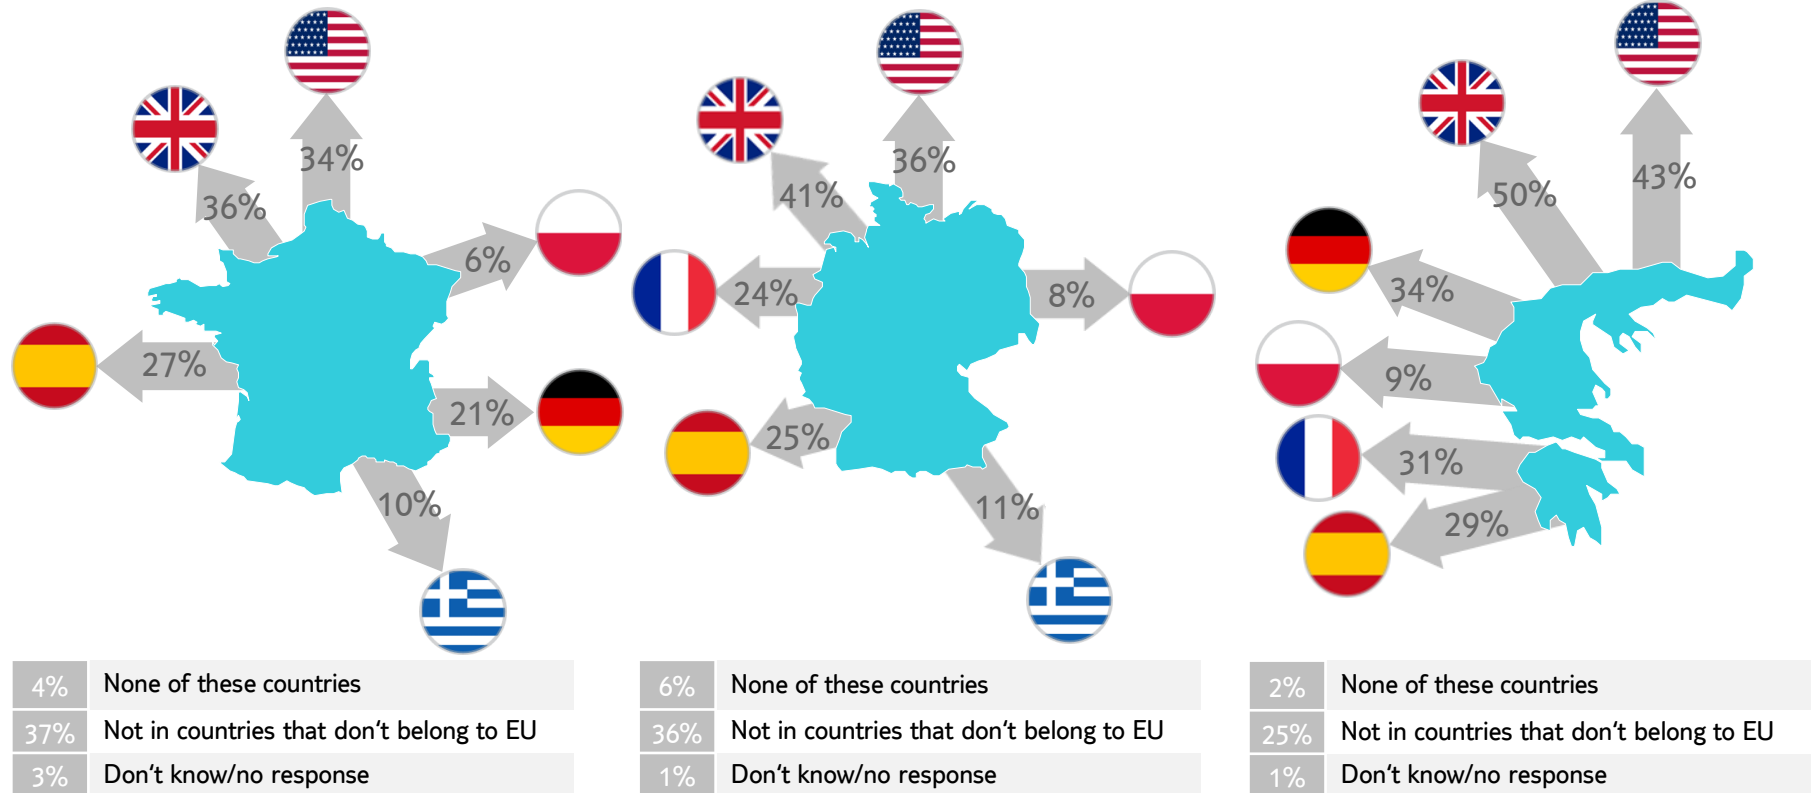 34%
36%
6%
27%
21%
10%
4% None of these countries
37% Not in countries that don't belong to EU
3% Don't know/no response
36%
41%
24%
8%
25%
11%
6% None of these countries
36% Not in countries that don't belong to EU
1% Don't know/no response
43%
50%
34%
9%
31%
29%
2% None of these countries
25% Not in countries that don't belong to EU
1% Don't know/no response